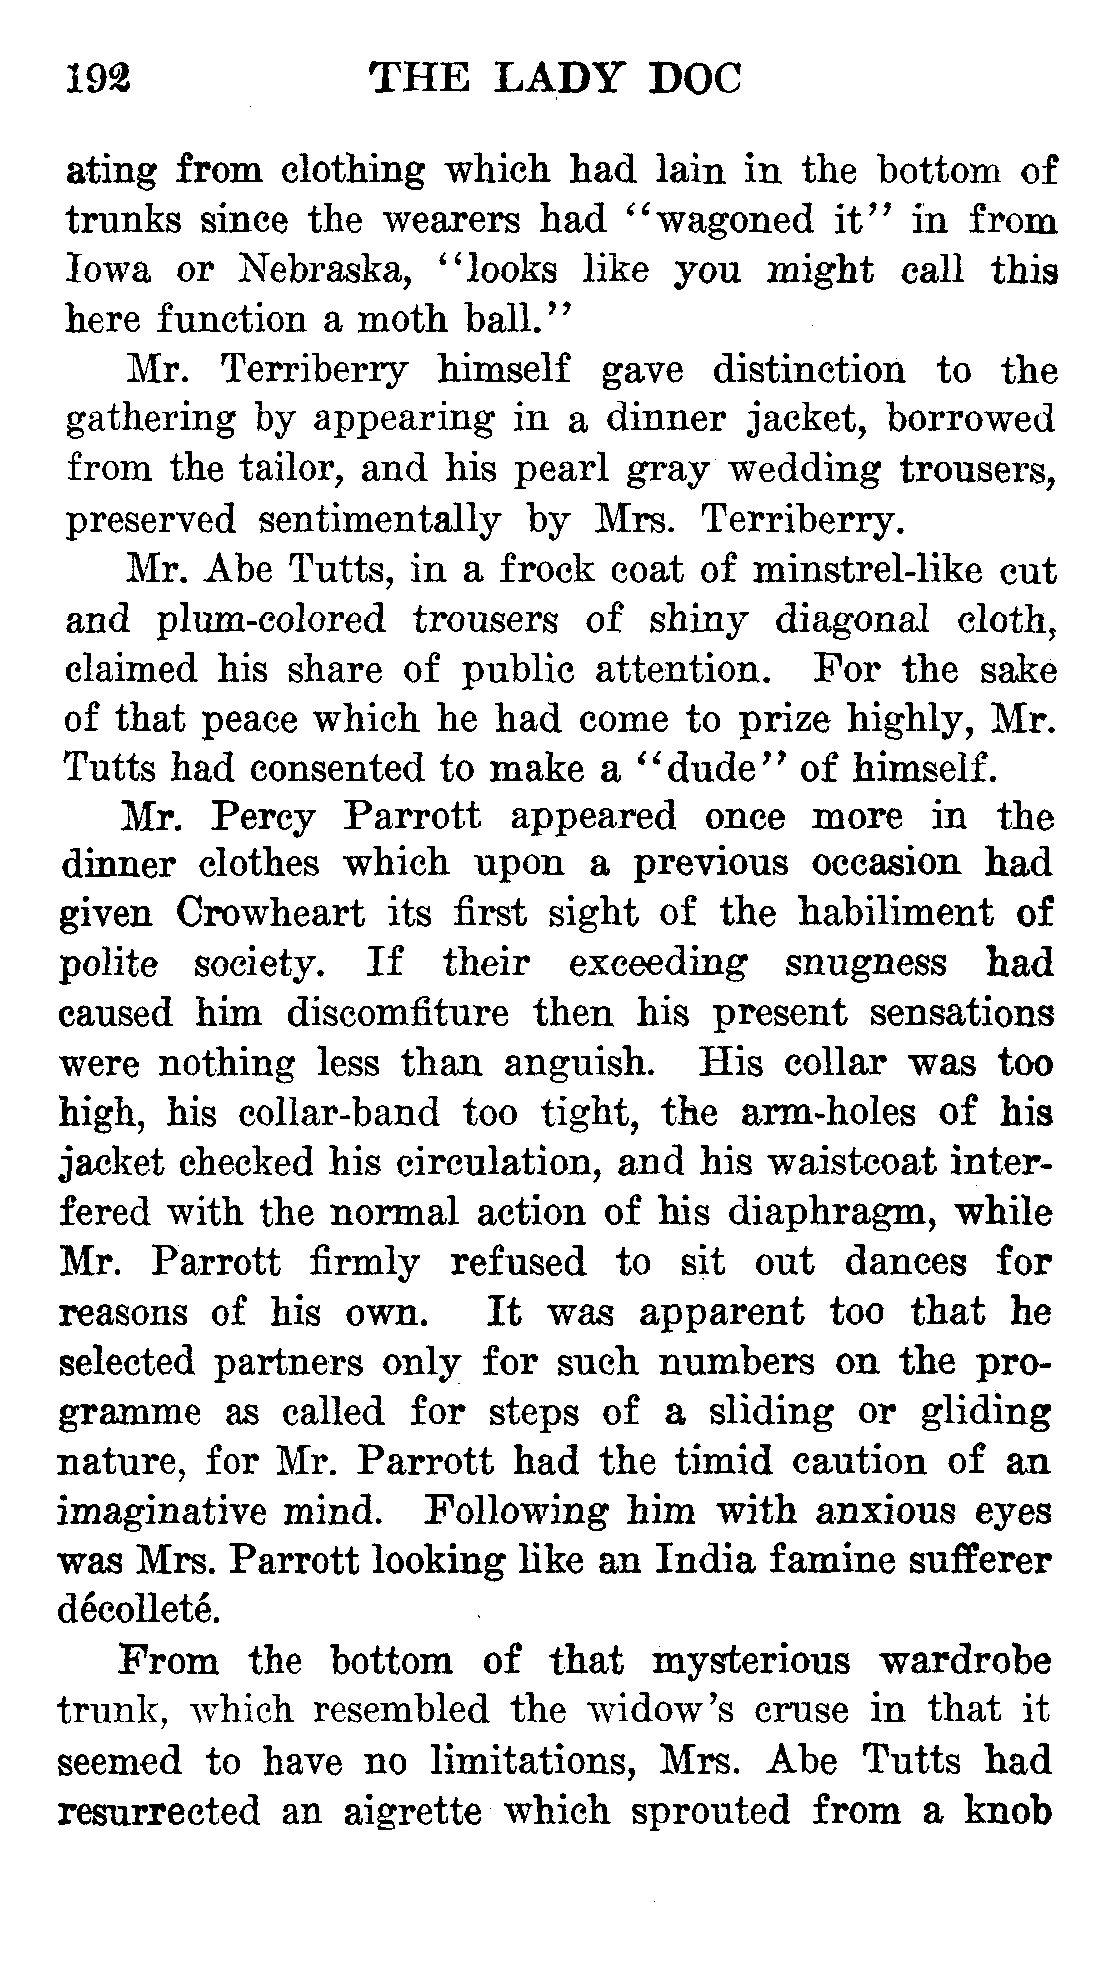 192 THE LADY DOC
ating from clothing which had lain in the bottom of
trunks since the wearers had "wagoned it" in from
Iowa or Nebraska, "looks like you might call this
here function a moth ball."
Mr. Terriberry himself gave distinction to the
gathering by appearing in a dinner jacket, borrowed
from the tailor, and his pearl gray wedding trousers,
preserved sentimentally by Mrs. Terriberry.
Mr. Abe Tutts, in a frock coat of minstrel-like cut
and plum-colored trousers of shiny diagonal cloth,
claimed his share of public attention. For the sake
of that peace which he had come to prize highly, Mr.
Tutts had consented to make a "dude" of himself.
Mr. Percy Parrott appeared once more in the
dinner clothes which upon a previous occasion had
given Crowheart its first sight of the habiliment of
polite society. If their exceeding snugness had
caused him discomfiture then his present sensations
were nothing less than anguish. His collar was too
high, his collar-band too tight, the arm-holes of his
jacket checked his circulation, and his waistcoat inter-
fered with the normal action of his diaphragm, while
Mr. Parrott firmly refused to sit out dances for
reasons of his own. It was apparent too that he
selected partners only for such numbers on the pro-
gramme as called for steps of a sliding or gliding
nature, for Mr. Parrott had the timid caution of an
imaginative mind. Following him with anxious eyes
was Mrs. Parrott looking like an India famine sufferer
décolleté.
From the bottom of that mysterious wardrobe
trunk, which resembled the widow's cruse in that it
seemed to have no limitations, Mrs. Abe Tutts had
resurrected an aigrette which sprouted from a knob